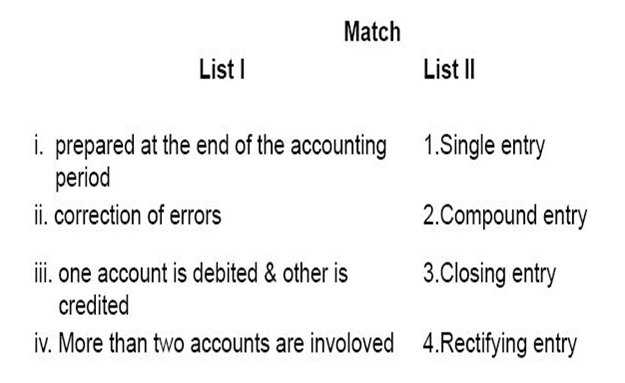 Match
List I List II
i. prepared at the end of the accounting 1.Single entry
period
ii. correction of errors 2.Compound entry
iii. one account is debited & other is 3.Closing entry
credited
iv. More than two accounts are involoved 4.Rectifying entry